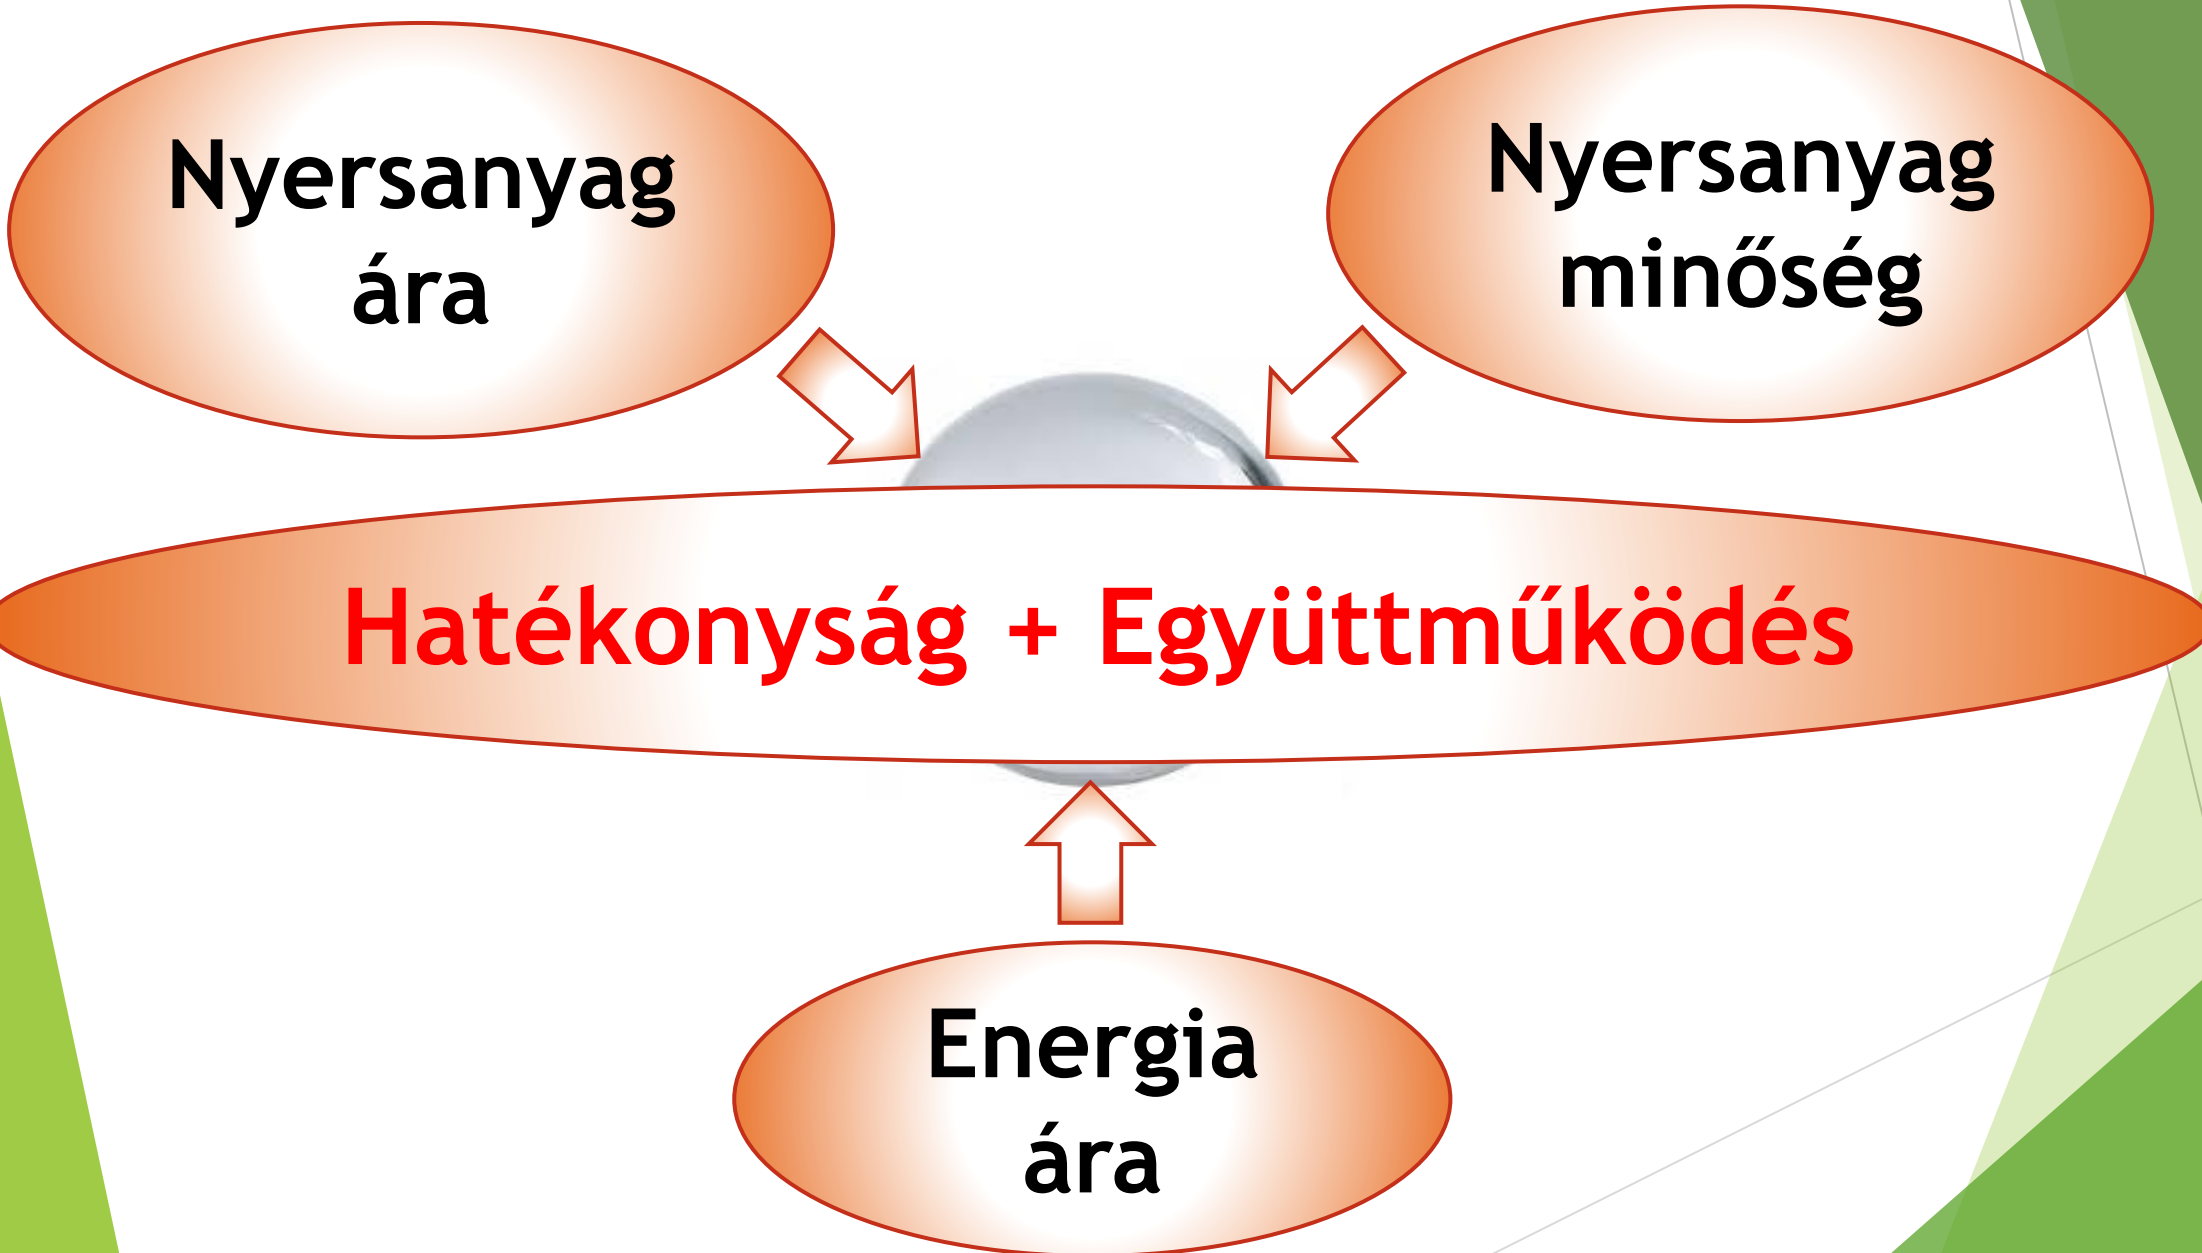 Nyersanyag
ára
Nyersanyag
minőség
Hatékonyság + Együttműködés
Energia
ára